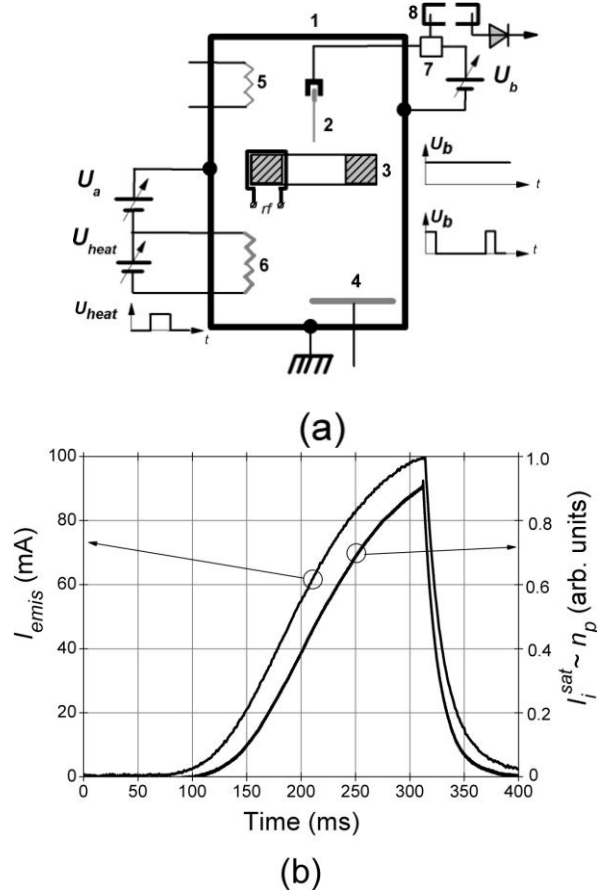 8
1
7
5
U_b
2
U_b
3
U_a
t
rf
U_b
U_heat
6
4
t
U_heat
t
(a)
100
1.0
80
0.8
60
0.6
40
0.4
20
0.2
0
0
0 50 100 150 200 250 300 350 400
I_emis (mA)
I_i^sat ~ n_p (arb. units)
Time (ms)
(b)